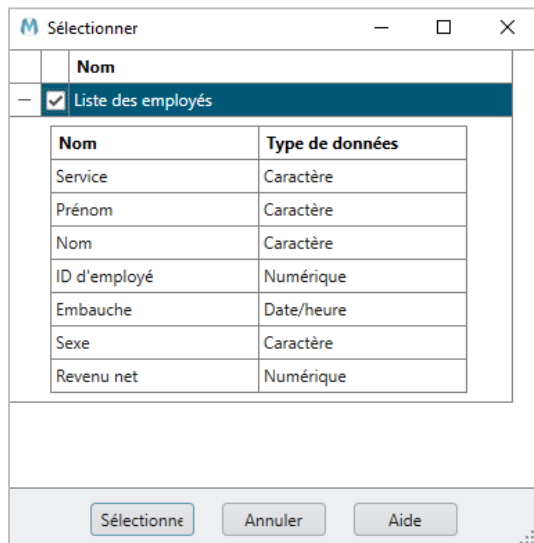 Sélectionner
Nom
Liste des employés
Nom Type de données
Service Caractère
Prénom Caractère
Nom Caractère
ID d'employé Numérique
Embauche Date/heure
Sexe Caractère
Revenu net Numérique
Sélectionne Annuler Aide